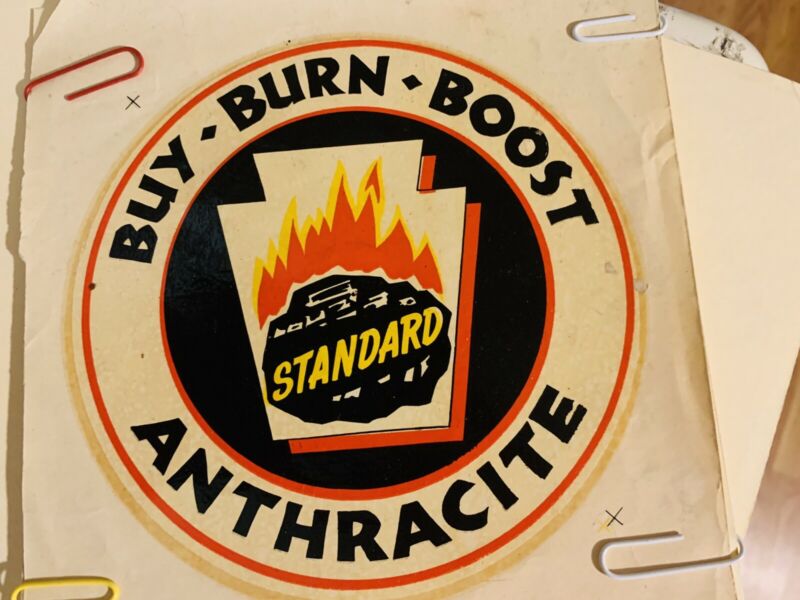 BUY · BURN · BOOST
STANDARD
ANTHRACITE